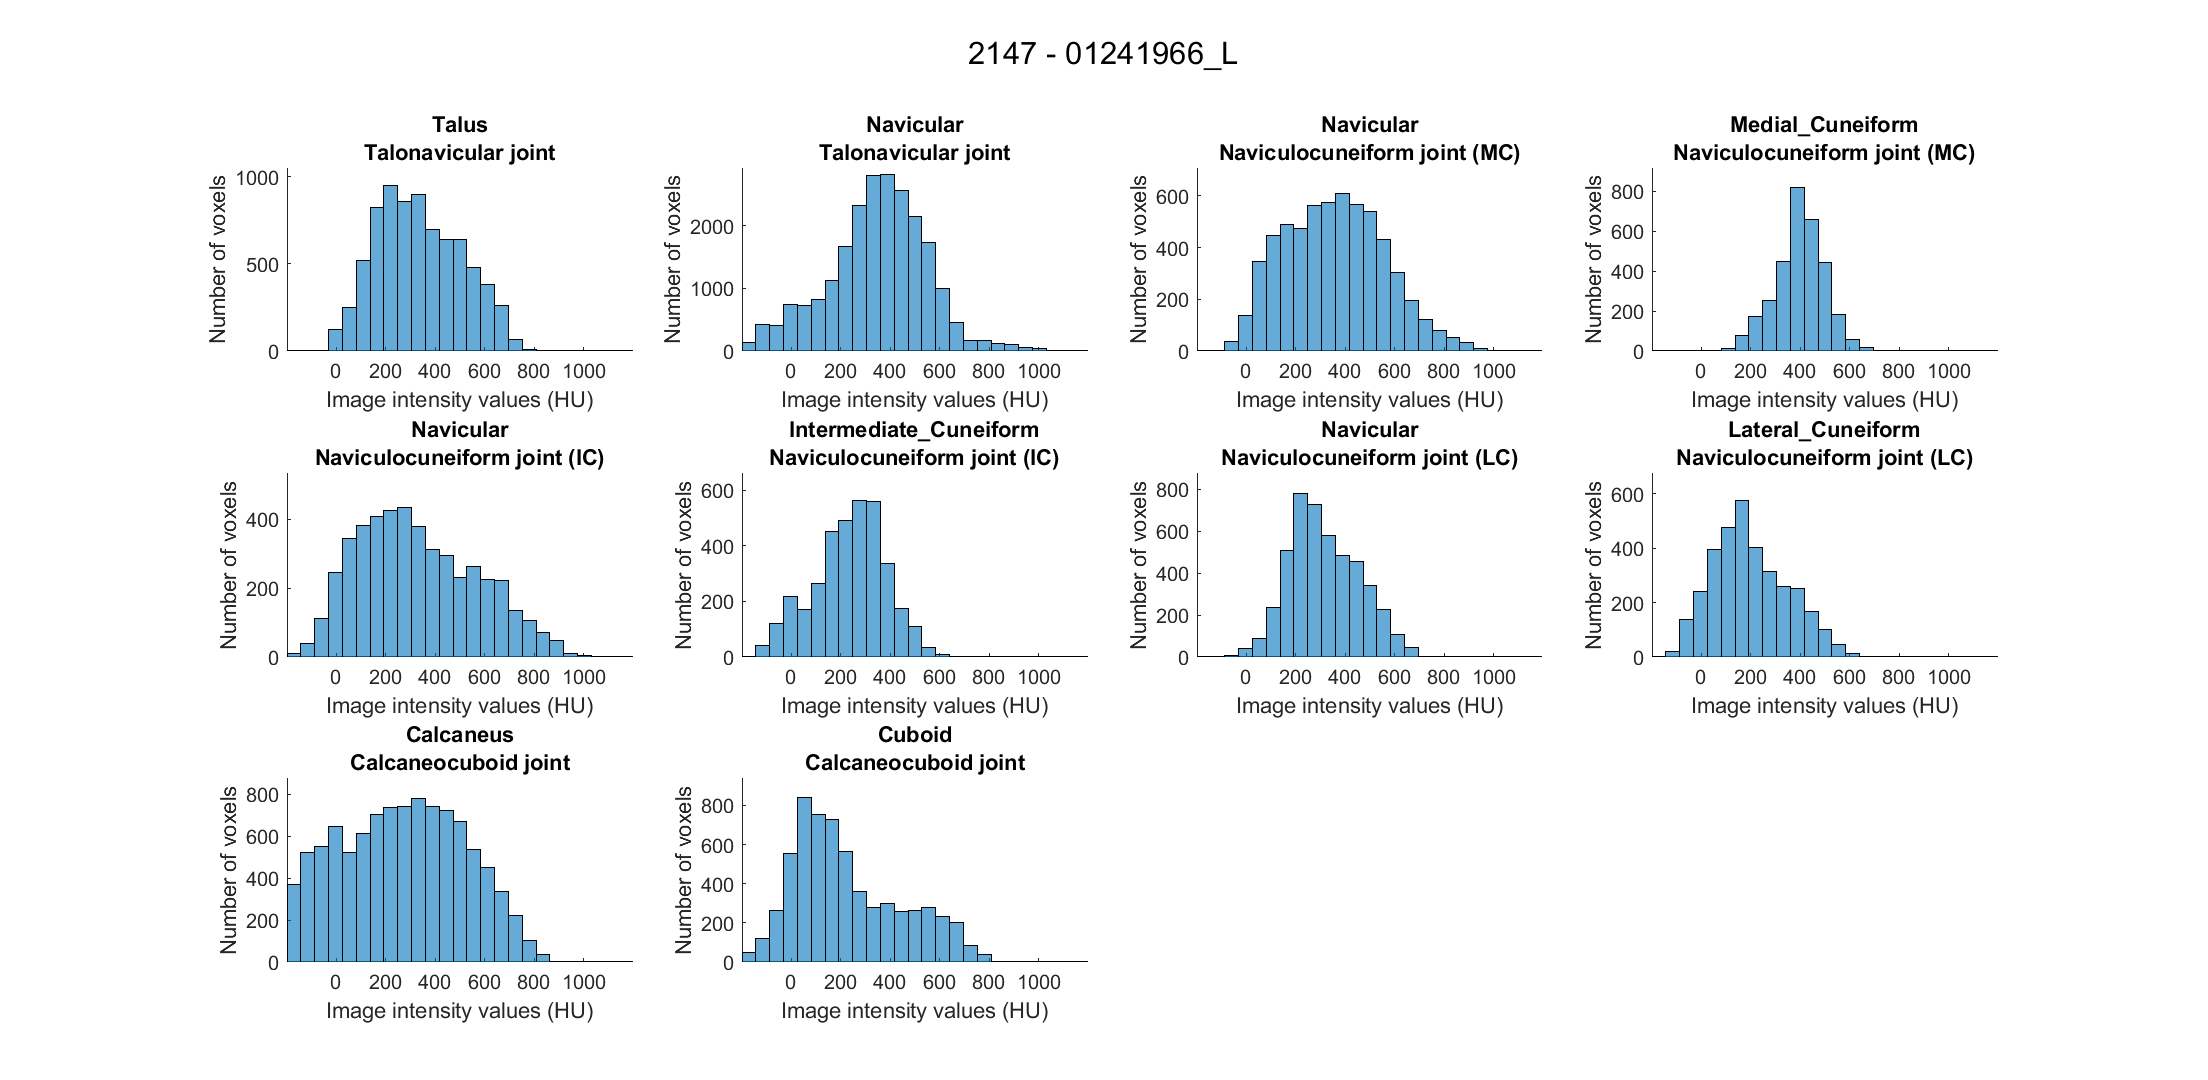 2147 - 01241966_L
Talus
Talonavicular joint
Number of voxels
1000
500
0
0 200 400 600 800 1000
Image intensity values (HU)
Navicular
Talonavicular joint
Number of voxels
2000
1000
0
0 200 400 600 800 1000
Image intensity values (HU)
Navicular
Naviculocuneiform joint (MC)
Number of voxels
600
400
200
0
0 200 400 600 800 1000
Image intensity values (HU)
Medial_Cuneiform
Naviculocuneiform joint (MC)
Number of voxels
800
600
400
200
0
0 200 400 600 800 1000
Image intensity values (HU)
Navicular
Naviculocuneiform joint (IC)
Number of voxels
400
200
0
0 200 400 600 800 1000
Image intensity values (HU)
Intermediate_Cuneiform
Naviculocuneiform joint (IC)
Number of voxels
600
400
200
0
0 200 400 600 800 1000
Image intensity values (HU)
Navicular
Naviculocuneiform joint (LC)
Number of voxels
800
600
400
200
0
0 200 400 600 800 1000
Image intensity values (HU)
Lateral_Cuneiform
Naviculocuneiform joint (LC)
Number of voxels
600
400
200
0
0 200 400 600 800 1000
Image intensity values (HU)
Calcaneus
Calcaneocuboid joint
Number of voxels
800
600
400
200
0
0 200 400 600 800 1000
Image intensity values (HU)
Cuboid
Calcaneocuboid joint
Number of voxels
800
600
400
200
0
0 200 400 600 800 1000
Image intensity values (HU)